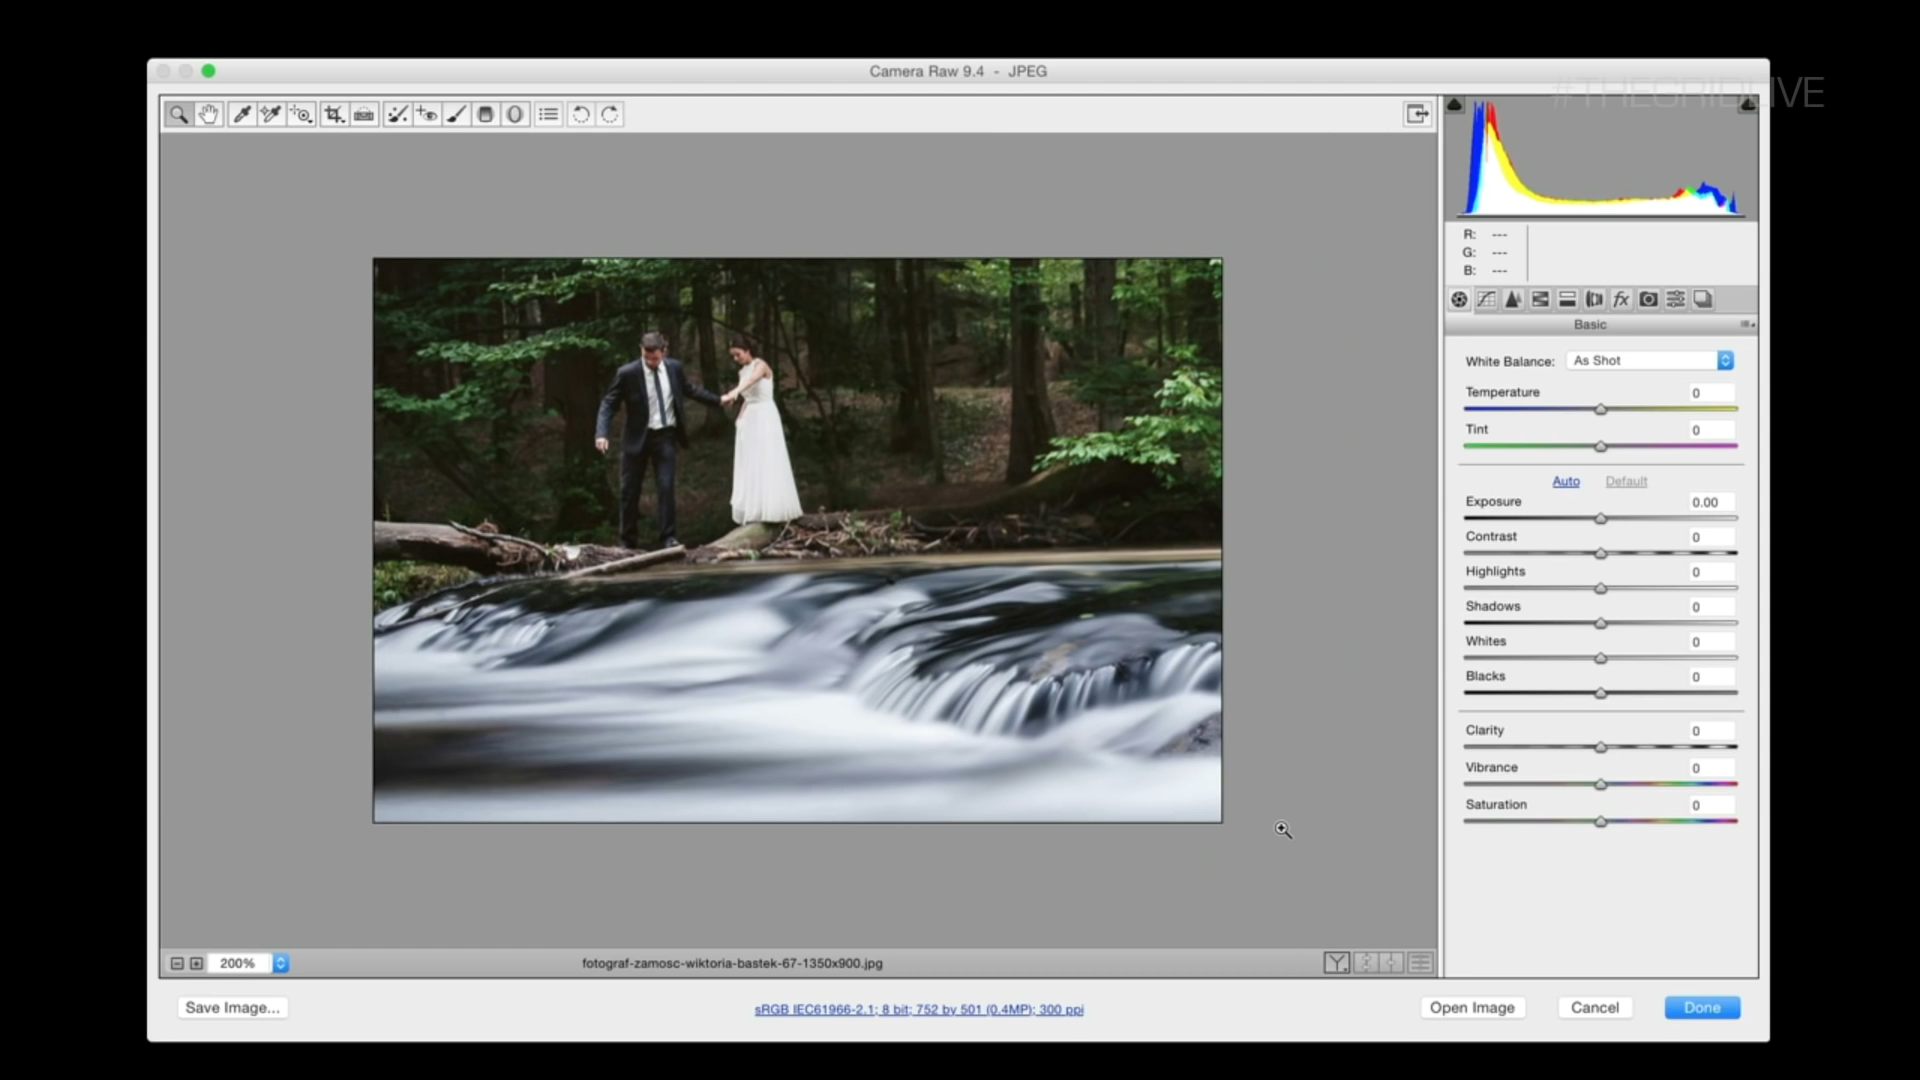 Camera Raw 9.4 - JPEG
#THEGRIDLIVE
R: ---
G: ---
B: ---
fx
Basic
White Balance: As Shot
Temperature 0
Tint 0
Auto Default
Exposure 0.00
Contrast 0
Highlights 0
Shadows 0
Whites 0
Blacks 0
Clarity 0
Vibrance 0
Saturation 0
200% fotograf-zamosc-wiktoria-bastek-67-1350x900.jpg Y
Save Image... sRGB IEC61966-2.1; 8 bit; 752 by 501 (0.4MP); 300 ppi Open Image Cancel Done